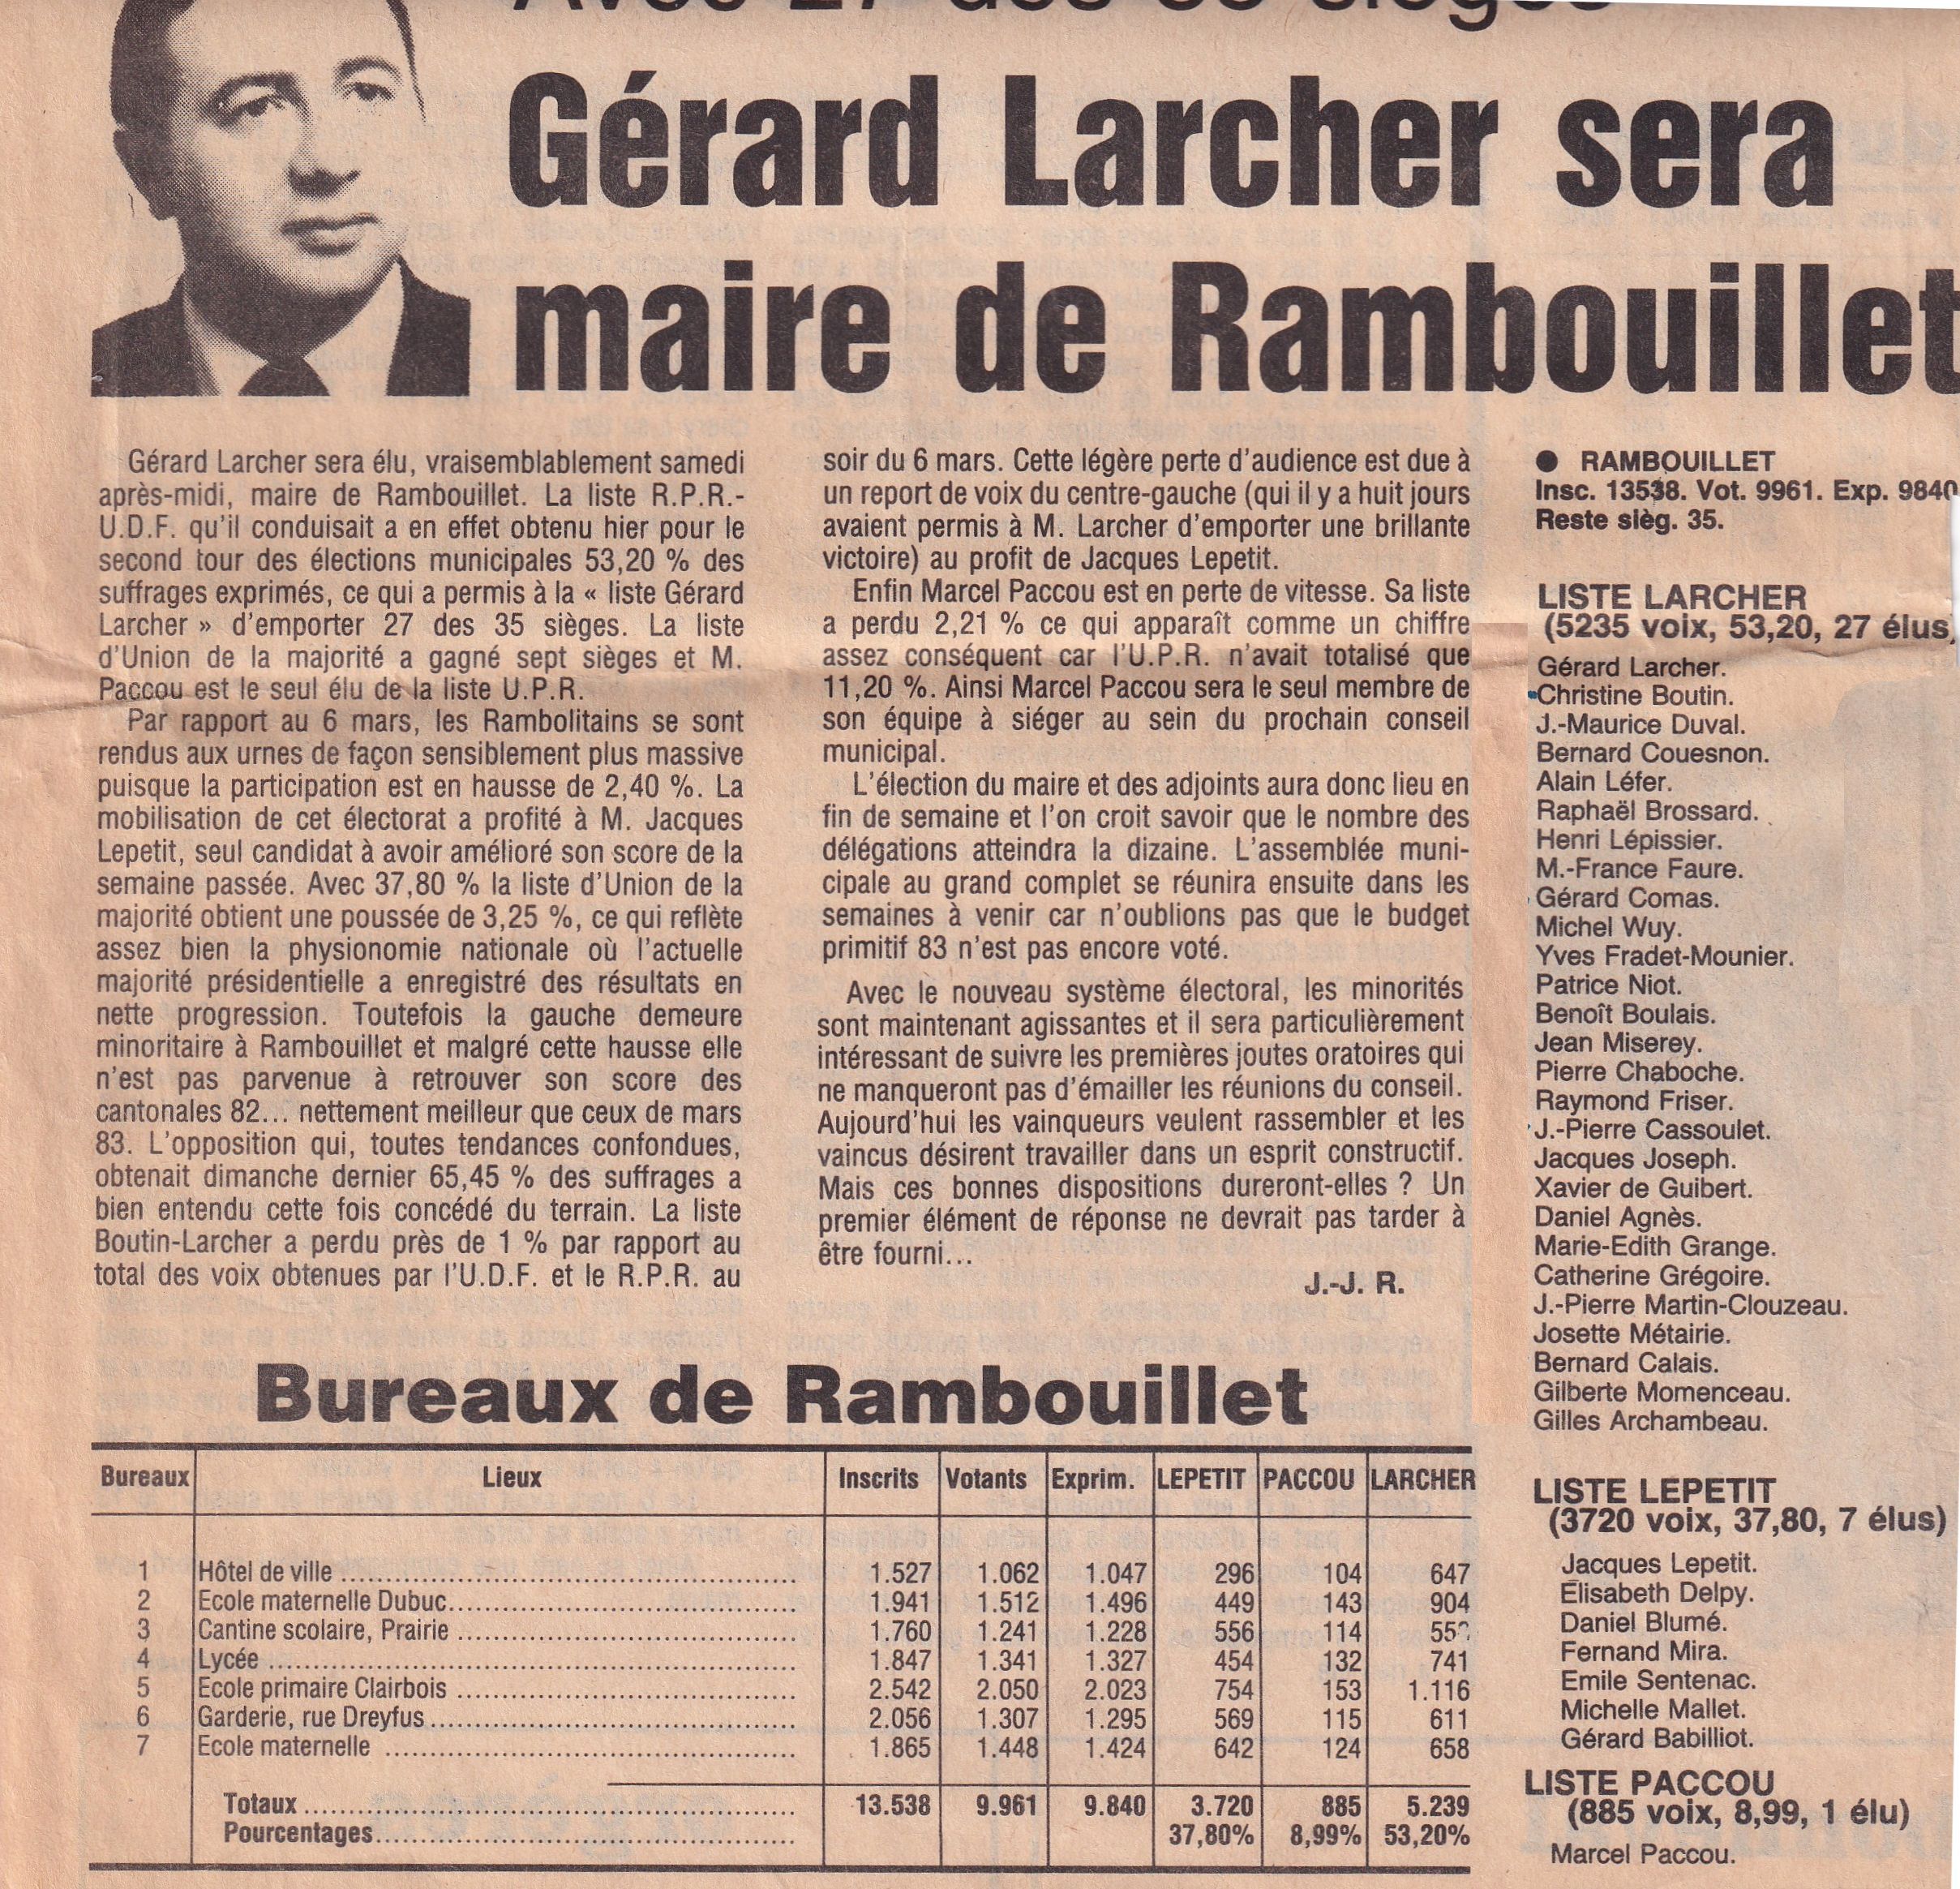 Avec 27 des 35 sièges
Gérard Larcher sera
maire de Rambouillet
Gérard Larcher sera élu, vraisemblablement samedi
après-midi, maire de Rambouillet. La liste R.P.R.-
U.D.F. qu'il conduisait a en effet obtenu hier pour le
second tour des élections municipales 53,20 % des
suffrages exprimés, ce qui a permis à la « liste Gérard
Larcher » d'emporter 27 des 35 sièges. La liste
d'Union de la majorité a gagné sept sièges et M.
Paccou est le seul élu de la liste U.P.R.
Par rapport au 6 mars, les Rambolitains se sont
rendus aux urnes de façon sensiblement plus massive
puisque la participation est en hausse de 2,40 %. La
mobilisation de cet électorat a profité à M. Jacques
Lepetit, seul candidat à avoir amélioré son score de la
semaine passée. Avec 37,80 % la liste d'Union de la
majorité obtient une poussée de 3,25 %, ce qui reflète
assez bien la physionomie nationale où l'actuelle
majorité présidentielle a enregistré des résultats en
nette progression. Toutefois la gauche demeure
minoritaire à Rambouillet et malgré cette hausse elle
n'est pas parvenue à retrouver son score des
cantonales 82... nettement meilleur que ceux de mars
83. L'opposition qui, toutes tendances confondues,
obtenait dimanche dernier 65,45 % des suffrages a
bien entendu cette fois concédé du terrain. La liste
Boutin-Larcher a perdu près de 1 % par rapport au
total des voix obtenues par l'U.D.F. et le R.P.R. au
soir du 6 mars. Cette légère perte d'audience est due à
un report de voix du centre-gauche (qui il y a huit jours
avaient permis à M. Larcher d'emporter une brillante
victoire) au profit de Jacques Lepetit.
Enfin Marcel Paccou est en perte de vitesse. Sa liste
a perdu 2,21 % ce qui apparaît comme un chiffre
assez conséquent car l'U.P.R. n'avait totalisé que
11,20 %. Ainsi Marcel Paccou sera le seul membre de
son équipe à siéger au sein du prochain conseil
municipal.
L'élection du maire et des adjoints aura donc lieu en
fin de semaine et l'on croit savoir que le nombre des
délégations atteindra la dizaine. L'assemblée muni-
cipale au grand complet se réunira ensuite dans les
semaines à venir car n'oublions pas que le budget
primitif 83 n'est pas encore voté.
Avec le nouveau système électoral, les minorités
sont maintenant agissantes et il sera particulièrement
intéressant de suivre les premières joutes oratoires qui
ne manqueront pas d'émailler les réunions du conseil.
Aujourd'hui les vainqueurs veulent rassembler et les
vaincus désirent travailler dans un esprit constructif.
Mais ces bonnes dispositions dureront-elles ? Un
premier élément de réponse ne devrait pas tarder à
être fourni...
J.-J. R.
● RAMBOUILLET
Insc. 13538. Vot. 9961. Exp. 9840
Reste sièg. 35.
LISTE LARCHER
(5235 voix, 53,20, 27 élus)
Gérard Larcher.
Christine Boutin.
J.-Maurice Duval.
Bernard Couesnon.
Alain Léfer.
Raphaël Brossard.
Henri Lépissier.
M.-France Faure.
Gérard Comas.
Michel Wuy.
Yves Fradet-Mounier.
Patrice Niot.
Benoît Boulais.
Jean Miserey.
Pierre Chaboche.
Raymond Friser.
J.-Pierre Cassoulet.
Jacques Joseph.
Xavier de Guibert.
Daniel Agnès.
Marie-Edith Grange.
Catherine Grégoire.
J.-Pierre Martin-Clouzeau.
Josette Métairie.
Bernard Calais.
Gilberte Momenceau.
Gilles Archambeau.
LISTE LEPETIT
(3720 voix, 37,80, 7 élus)
Jacques Lepetit.
Elisabeth Delpy.
Daniel Blumé.
Fernand Mira.
Emile Sentenac.
Michelle Mallet.
Gérard Babilliot.
LISTE PACCOU
(885 voix, 8,99, 1 élu)
Marcel Paccou.
Bureaux de Rambouillet
Bureaux Lieux Inscrits Votants Exprim. LEPETIT PACCOU LARCHER
1 Hôtel de ville 1.527 1.062 1.047 296 104 647
2 Ecole maternelle Dubuc 1.941 1.512 1.496 449 143 904
3 Cantine scolaire, Prairie 1.760 1.241 1.228 556 114
4 Lycée 1.847 1.341 1.327 454 132 741
5 Ecole primaire Clairbois 2.542 2.050 2.023 754 153 1.116
6 Garderie, rue Dreyfus 2.056 1.307 1.295 569 115 611
7 Ecole maternelle 1.865 1.448 1.424 642 124 658
Totaux 13.538 9.961 9.840 3.720 885 5.239
Pourcentages 37,80% 8,99% 53,20%